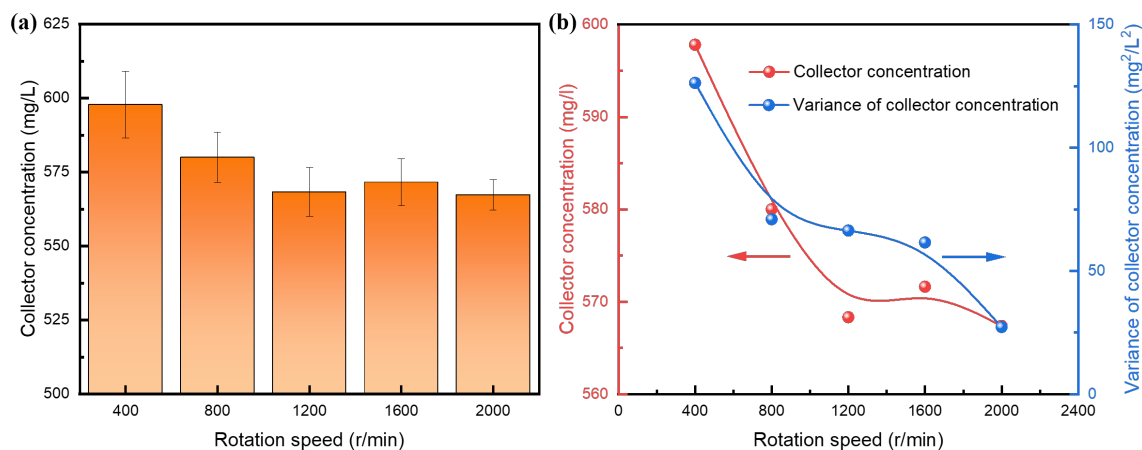 (a)
625
600
575
550
525
500
Collector concentration (mg/L)
400 800 1200 1600 2000
Rotation speed (r/min)
(b)
600
590
580
570
560
Collector concentration (mg/l)
Collector concentration
Variance of collector concentration
150
100
50
0
Variance of collector concentration (mg²/L²)
0 400 800 1200 1600 2000 2400
Rotation speed (r/min)